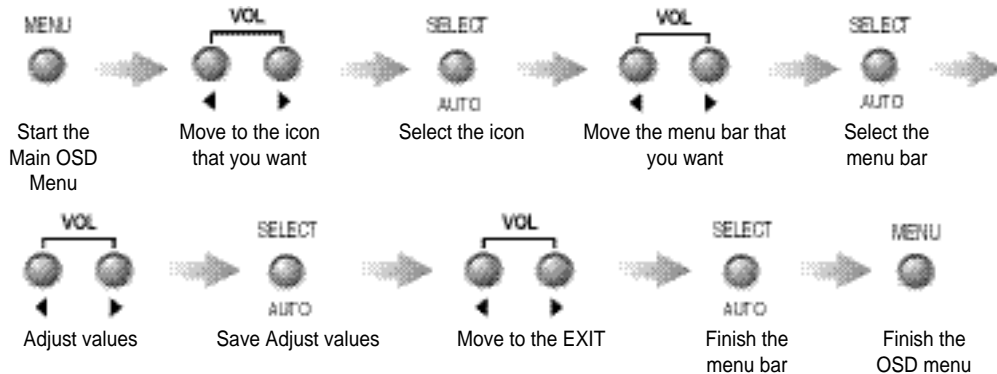 MENU
VOL
SELECT
VOL
SELECT
AUTO
AUTO
Start the
Main OSD
Menu
Move to the icon
that you want
Select the icon
Move the menu bar that
you want
Select the
menu bar
VOL
SELECT
VOL
SELECT
MENU
AUTO
AUTO
Adjust values
Save Adjust values
Move to the EXIT
Finish the
menu bar
Finish the
OSD menu